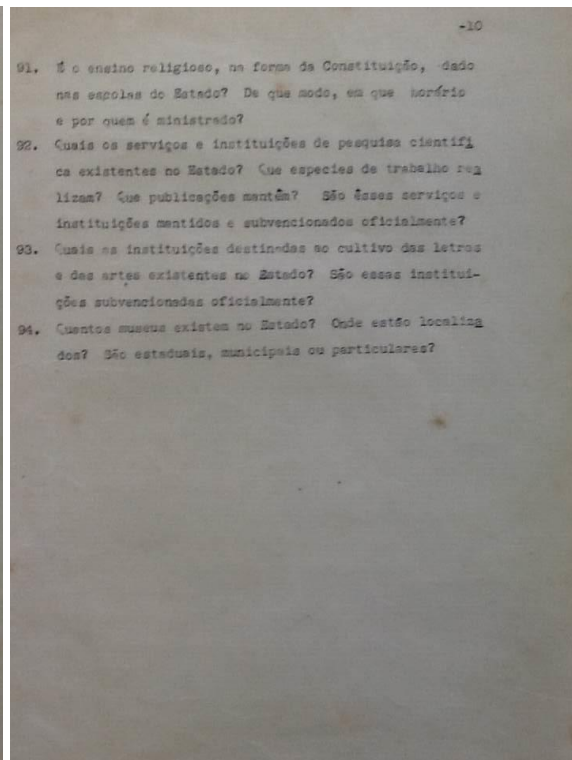 -10
91. É o ensino religioso, na forma da Constituição, dado
nas escolas do Estado? De que modo, em que horário
e por quem é ministrado?
92. Quais os serviços e instituições de pesquisa cientifi
ca existentes no Estado? Que especies de trabalho rea
lizam? Que publicações mantêm? São êsses serviços e
instituições mantidos e subvencionados oficialmente?
93. Quais as instituições destinadas ao cultivo das letras
e das artes existentes no Estado? São essas institui-
ções subvencionadas oficialmente?
94. Quantos museus existem no Estado? Onde estão localiza
dos? São estaduais, municipais ou particulares?